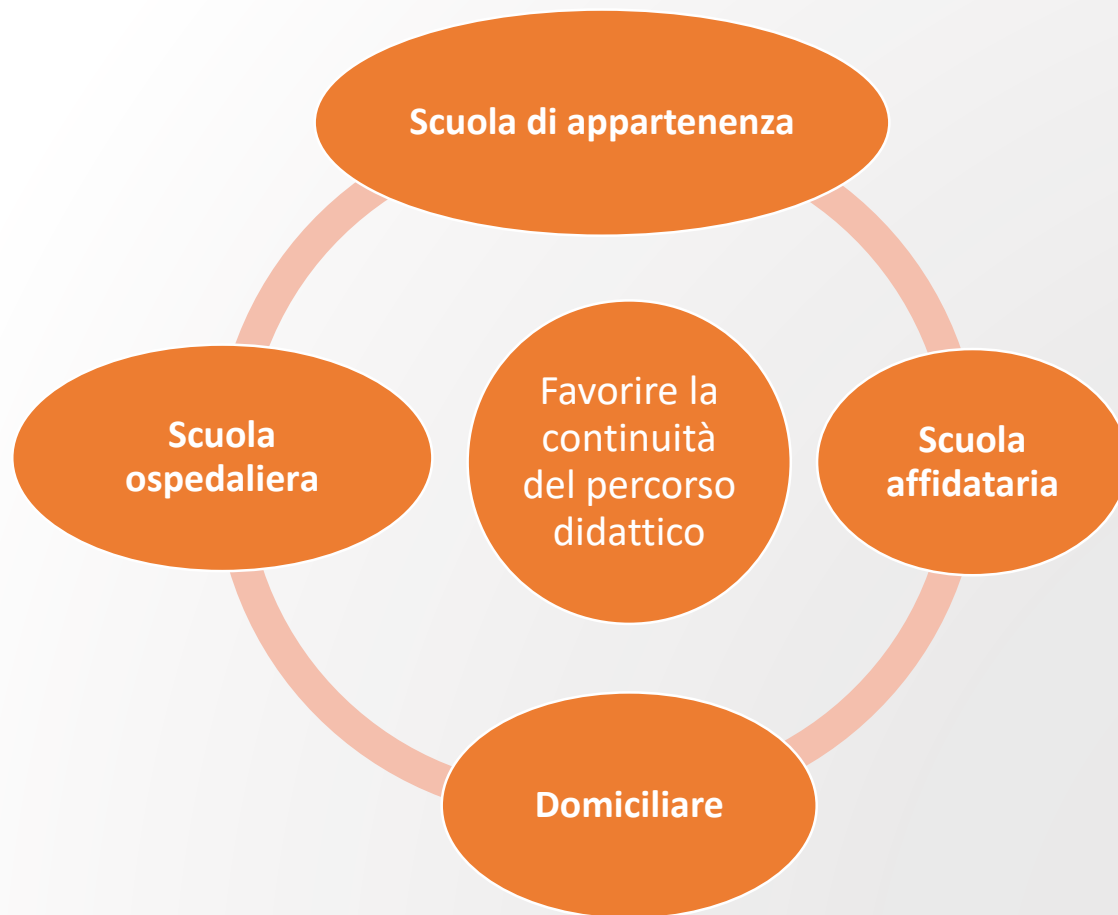 Scuola di appartenenza
Scuola
ospedaliera
Favorire la
continuità
del percorso
didattico
Scuola
affidataria
Domiciliare